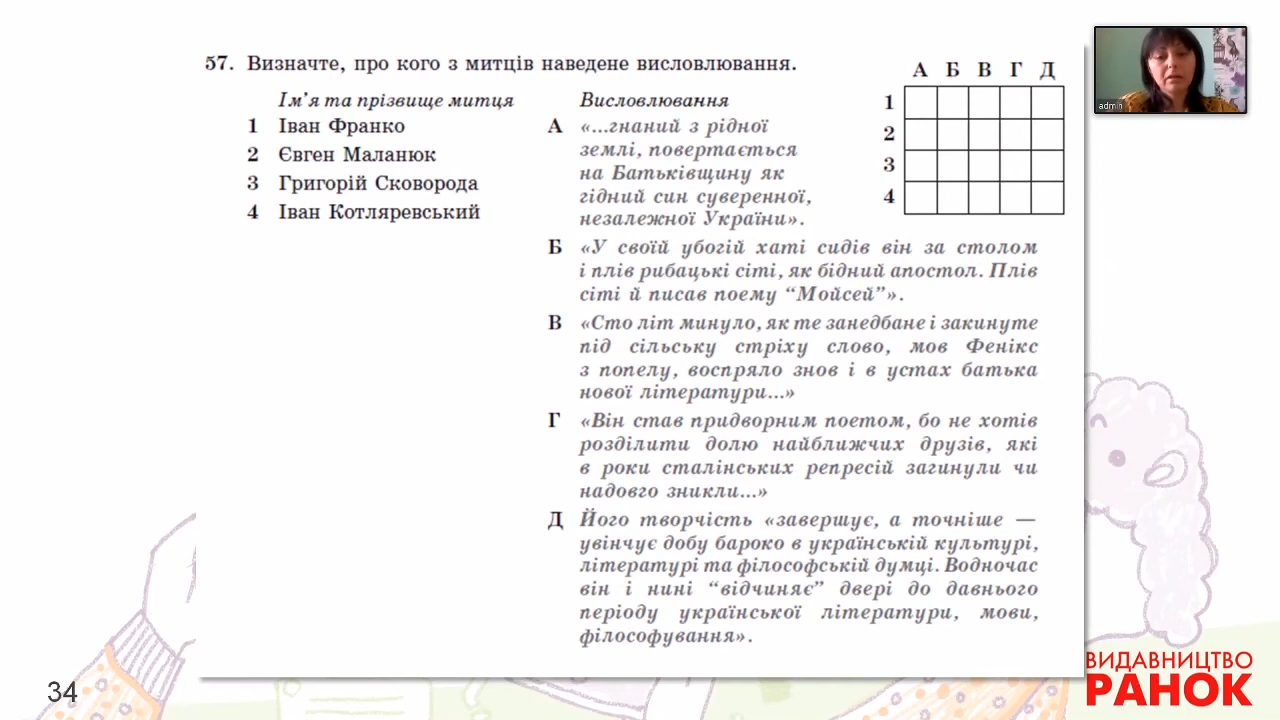 57. Визначте, про кого з митців наведене висловлювання.
Ім’я та прізвище митця
1 Іван Франко
2 Євген Маланюк
3 Григорій Сковорода
4 Іван Котляревський
Висловлювання
А «...гнаний з рідної
землі, повертається
на Батьківщину як
гідний син суверенної,
незалежної України».
Б «У своїй убогій хаті сидів він за столом
і плів рибацькі сіті, як бідний апостол. Плів
сіті й писав поему “Мойсей”».
В «Сто літ минуло, як те занедбане і закинуте
під сільську стріху слово, мов Фенікс
з попелу, воспряло знов і в устах батька
нової літератури...»
Г «Він став придворним поетом, бо не хотів
розділити долю найближчих друзів, які
в роки сталінських репресій загинули чи
надовго зникли...»
Д Його творчість «завершує, а точніше —
увінчує добу бароко в українській культурі,
літературі та філософській думці. Водночас
він і нині “відчиняє” двері до давнього
періоду української літератури, мови,
філософування».
А Б В Г Д
1
2
3
4
admin
34
ВИДАВНИЦТВО
РАНОК